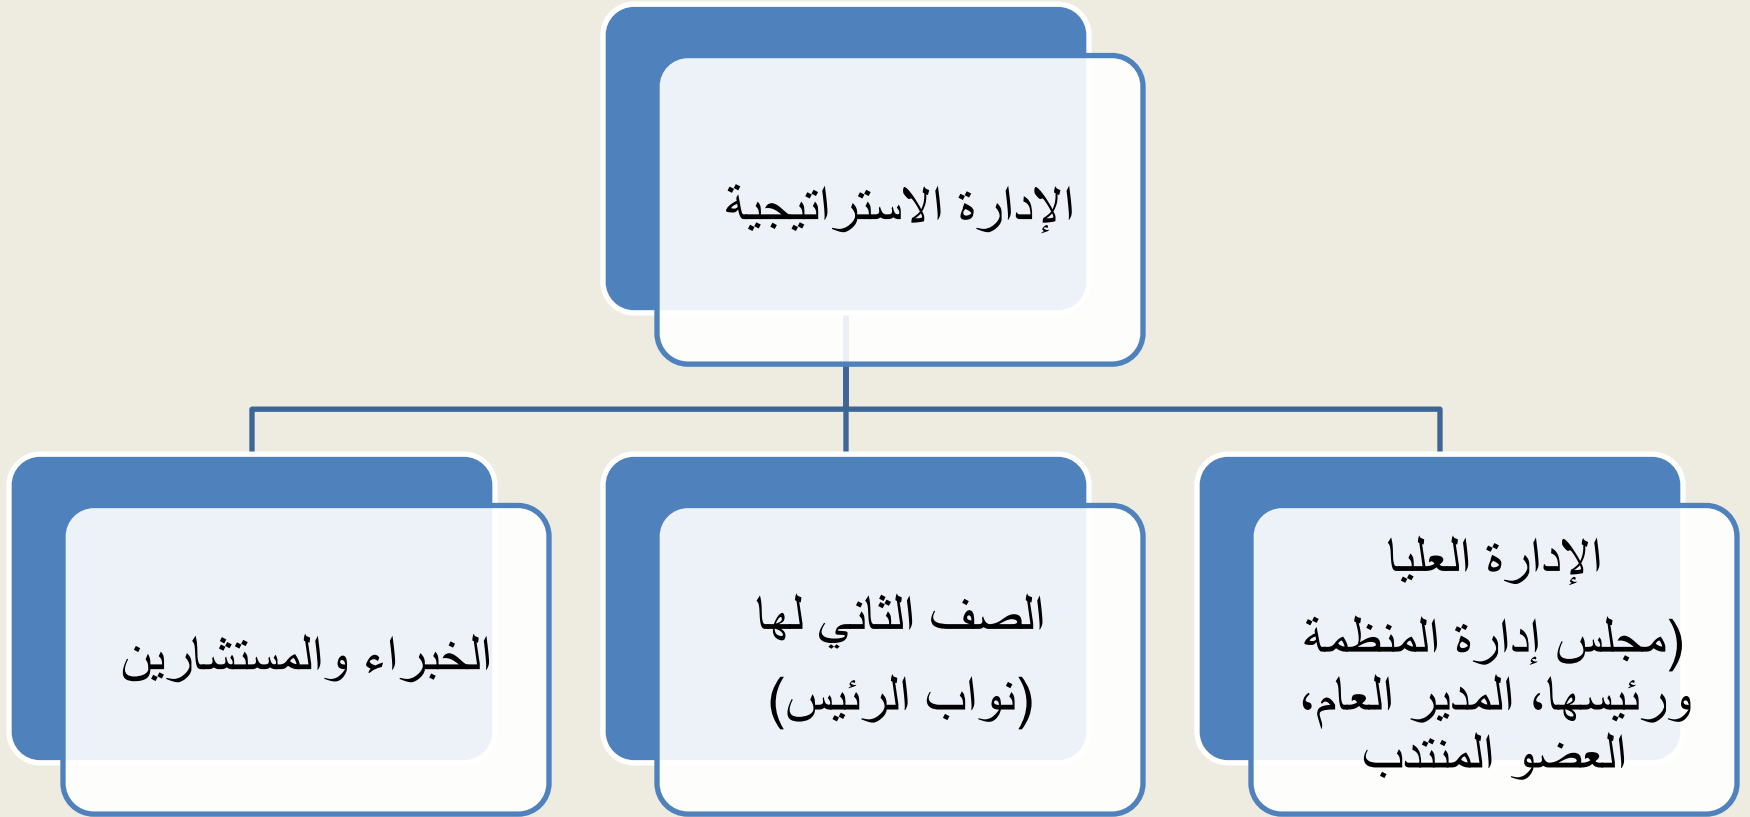 الإدارة الاستراتيجية
الإدارة العليا
(مجلس إدارة المنظمة
ورئيسها، المدير العام،
العضو المنتدب
الصف الثاني لها
(نواب الرئيس)
الخبراء والمستشارين